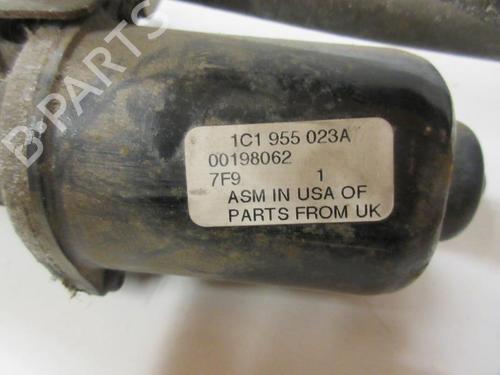 B-PARTS
1C1 955 023A
00198062
7F9 1
ASM IN USA OF
PARTS FROM UK